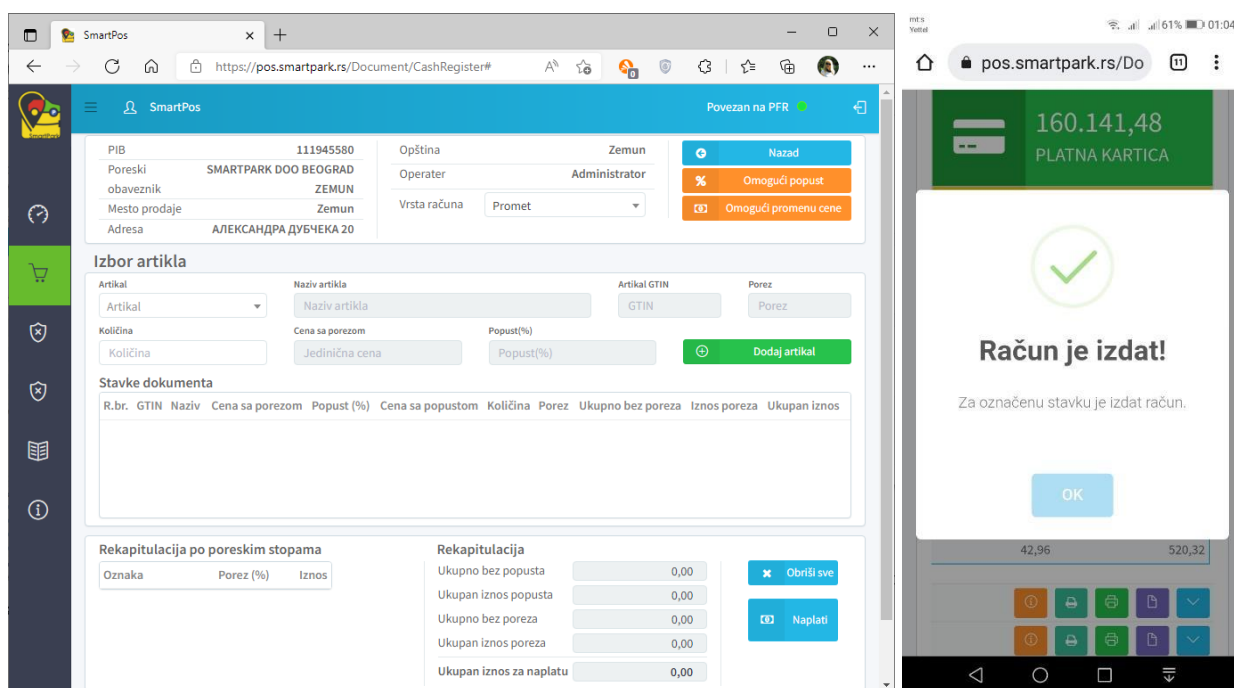 SmartPos
https://pos.smartpark.rs/Document/CashRegister#
SmartPark
SmartPos
Povezan na PFR
PIB 111945580
Poreski obaveznik SMARTPARK DOO BEOGRAD ZEMUN
Mesto prodaje Zemun
Adresa АЛЕКСАНДРА ДУБЧЕКА 20
Opština Zemun
Operater Administrator
Vrsta računa Promet
Nazad
Omogući popust
Omogući promenu cene
Izbor artikla
Artikal Naziv artikla Artikal GTIN Porez
Artikal Naziv artikla GTIN Porez
Količina Cena sa porezom Popust(%)
Količina Jedinična cena Popust(%) Dodaj artikal
Stavke dokumenta
R.br. GTIN Naziv Cena sa porezom Popust (%) Cena sa popustom Količina Porez Ukupno bez poreza Iznos poreza Ukupan iznos
Rekapitulacija po poreskim stopama
Oznaka Porez (%) Iznos
Rekapitulacija
Ukupno bez popusta 0,00
Ukupan iznos popusta 0,00
Ukupno bez poreza 0,00
Ukupan iznos poreza 0,00
Ukupan iznos za naplatu 0,00
Obriši sve
Naplati
mt:s
Yettel
61% 01:04
pos.smartpark.rs/Do 11
160.141,48
PLATNA KARTICA
Račun je izdat!
Za označenu stavku je izdat račun.
OK
42,96 520,32